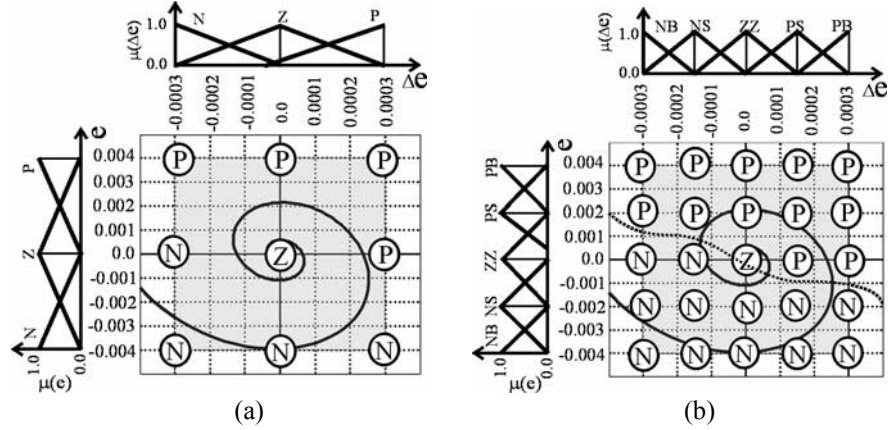 N Z P
μ(Δe)
1.0
0.0
Δe
-0.0003 -0.0002 -0.0001 0.0 0.0001 0.0002 0.0003
e
P
Z
N
1.0 0.0
μ(e)
0.004 P P P
0.003
0.002
0.001
0.0 N Z P
-0.001
-0.002
-0.003
-0.004 N N N
(a)
NB NS ZZ PS PB
μ(Δe)
1.0
0.0
Δe
-0.0003 -0.0002 -0.0001 0.0 0.0001 0.0002 0.0003
e
PB
PS
ZZ
NS
NB
1.0 0.0
μ(e)
0.004 P P P P P
0.003
0.002 P P P P P
0.001
0.0 N N Z P P
-0.001
-0.002 N N N N N
-0.003
-0.004 N N N N N
(b)